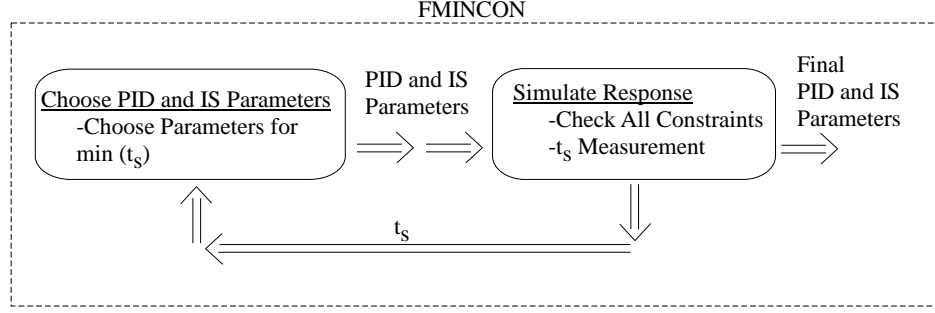 FMINCON
Choose PID and IS Parameters
-Choose Parameters for
min (ts)
PID and IS
Parameters
Simulate Response
-Check All Constraints
-ts Measurement
Final
PID and IS
Parameters
ts